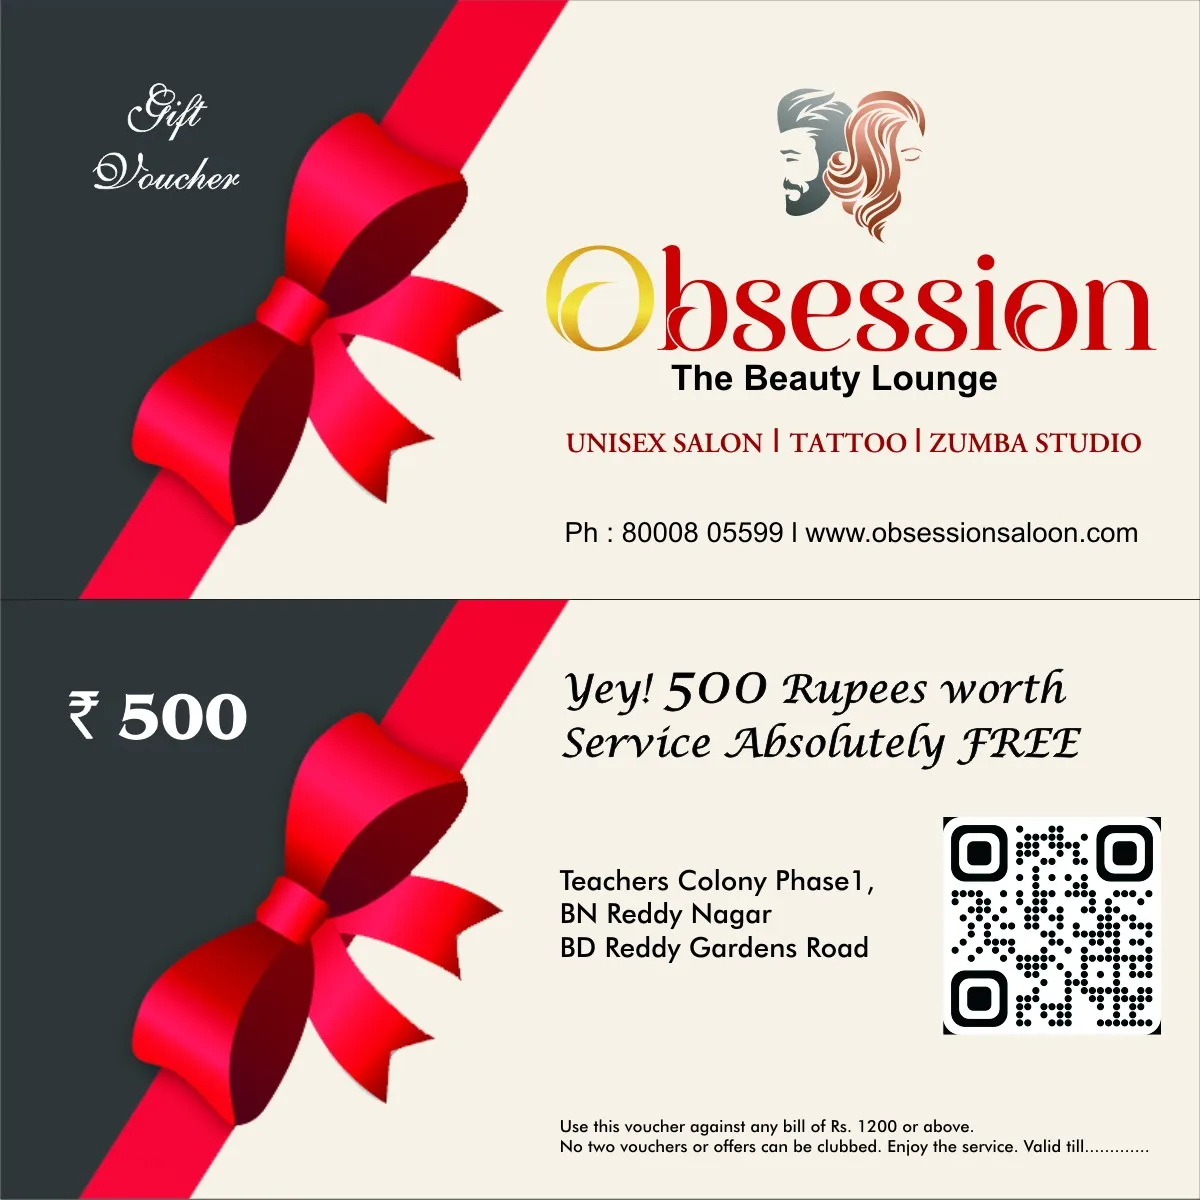 Gift
Voucher
Obsession
The Beauty Lounge
UNISEX SALON | TATTOO | ZUMBA STUDIO
Ph : 80008 05599 | www.obsessionsaloon.com
₹ 500
Yey! 500 Rupees worth
Service Absolutely FREE
Teachers Colony Phase1,
BN Reddy Nagar
BD Reddy Gardens Road
Use this voucher against any bill of Rs. 1200 or above.
No two vouchers or offers can be clubbed. Enjoy the service. Valid till.............